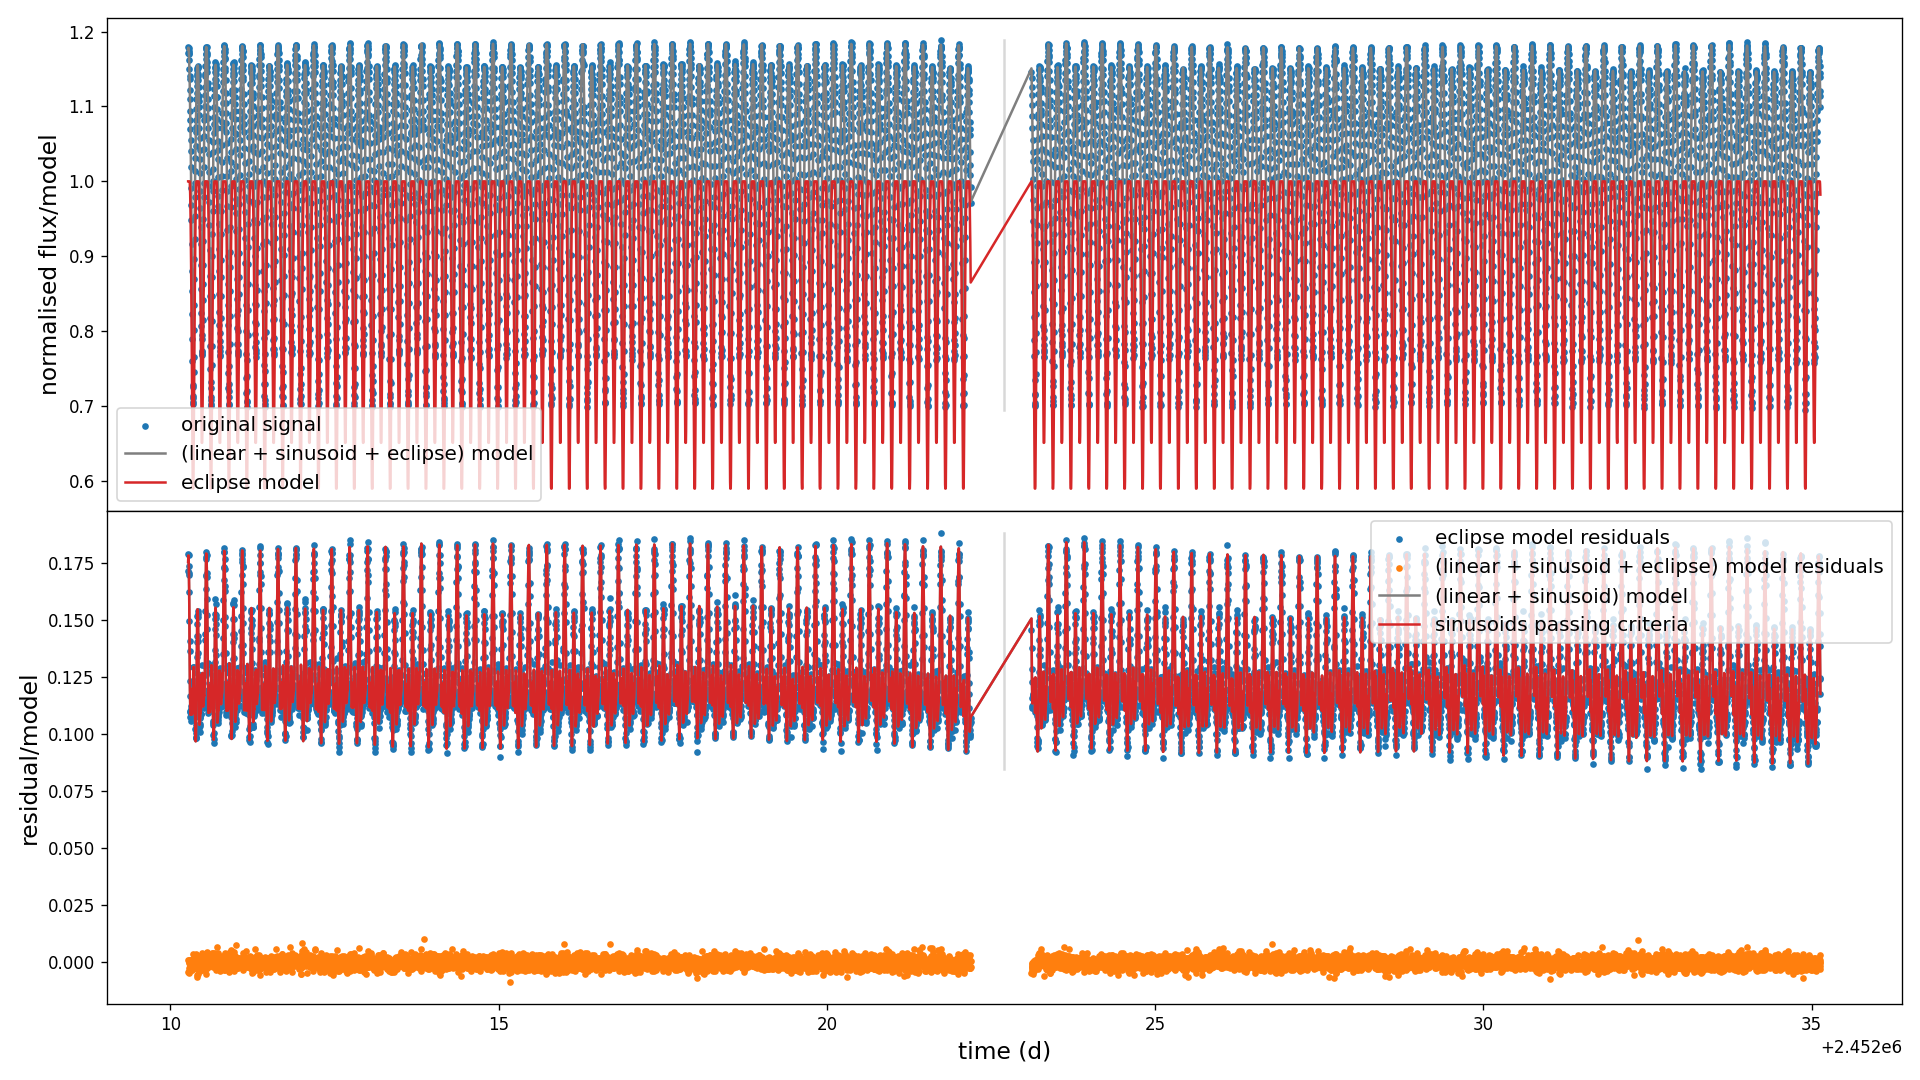 normalised flux/model
1.2
1.1
1.0
0.9
0.8
0.7
0.6
original signal
(linear + sinusoid + eclipse) model
eclipse model
residual/model
0.175
0.150
0.125
0.100
0.075
0.050
0.025
0.000
eclipse model residuals
(linear + sinusoid + eclipse) model residuals
(linear + sinusoid) model
sinusoids passing criteria
10
15
20
25
30
35
+2.452e6
time (d)